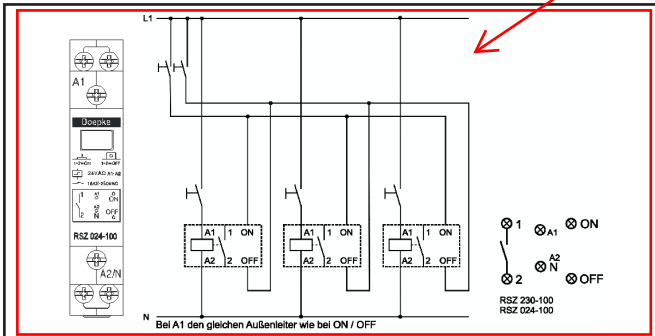 L1
A1
Doepke
1-2=ON 1-2=OFF
24VAC A1-A2
16AX-250VAC
1 ON
2 N OFF
RSZ 024-100
A2/N
A1 1 ON
A2 2 OFF
A1 1 ON
A2 2 OFF
A1 1 ON
A2 2 OFF
1 A1 ON
2 A2 N OFF
RSZ 230-100
RSZ 024-100
N
Bei A1 den gleichen Außenleiter wie bei ON / OFF